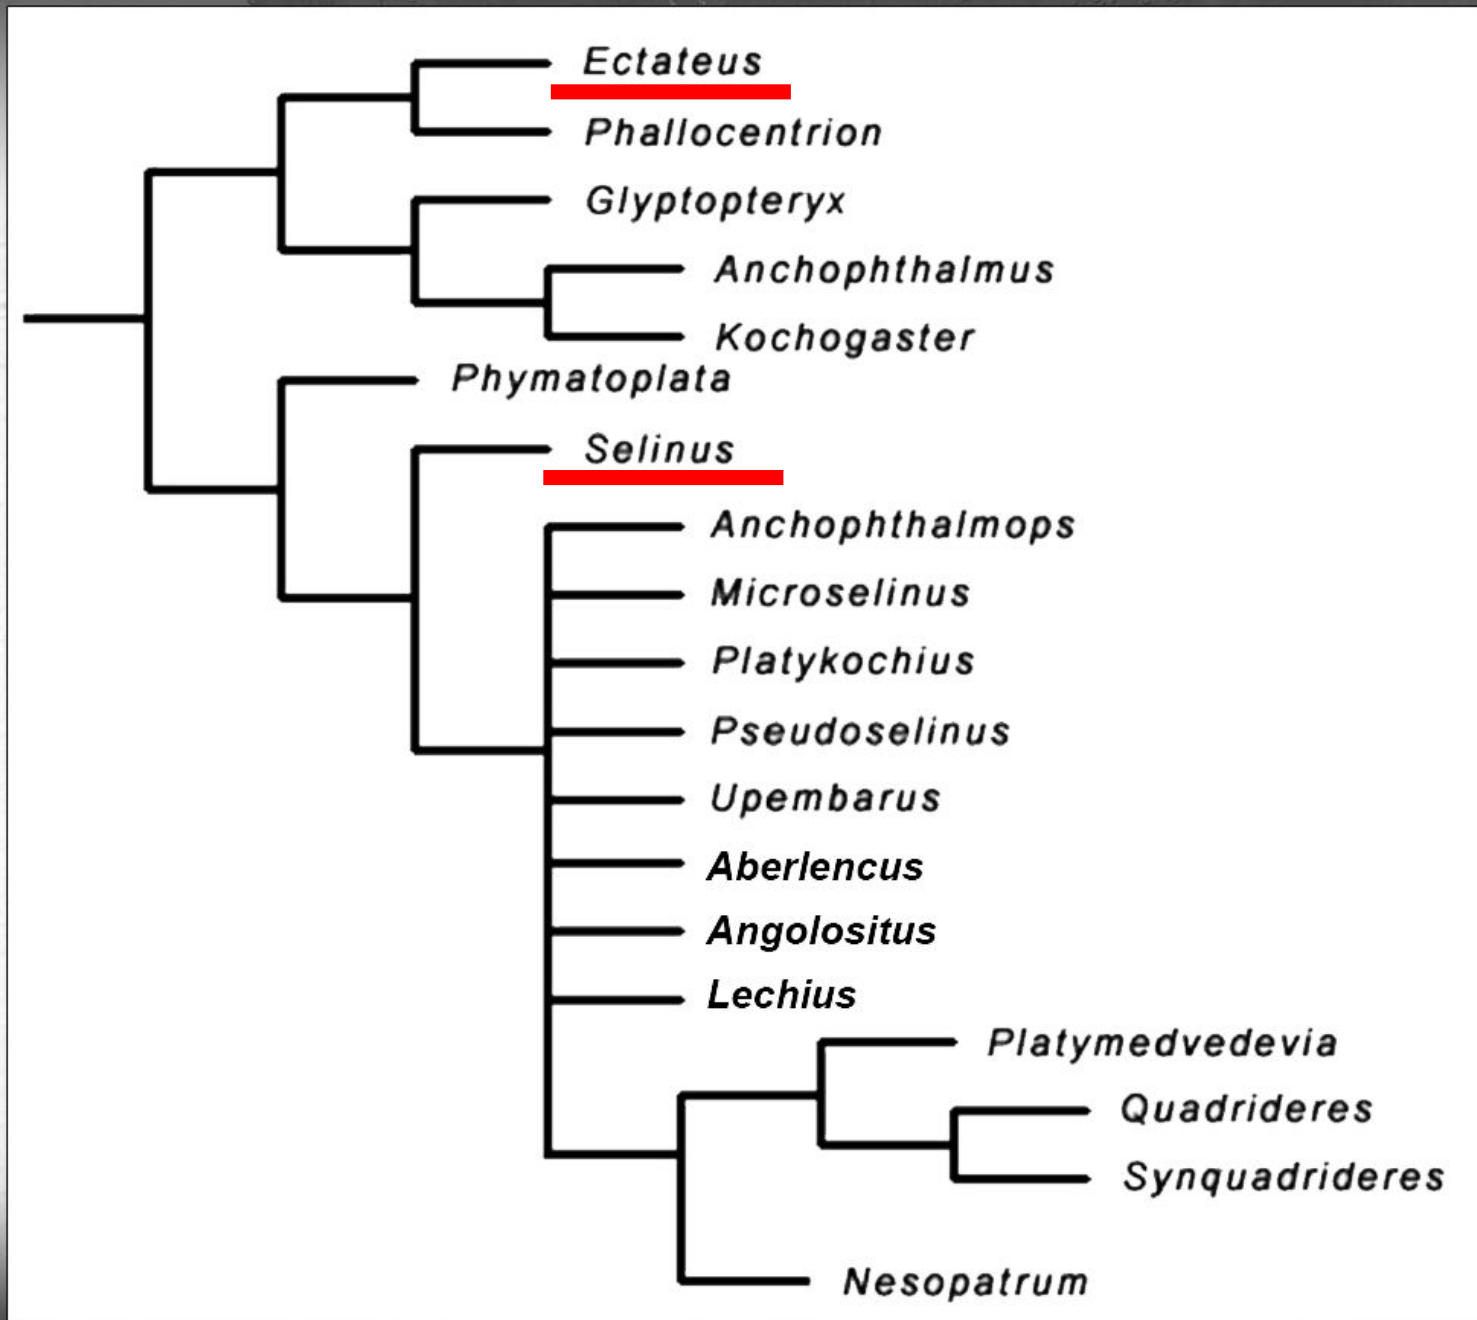 Ectateus
Phallocentrion
Glyptopteryx
Anchophthalmus
Kochogaster
Phymatoplata
Selinus
Anchophthalmops
Microselinus
Platykochius
Pseudoselinus
Upembarus
Aberlencus
Angolositus
Lechius
Platymedvedevia
Quadrideres
Synquadrideres
Nesopatrum